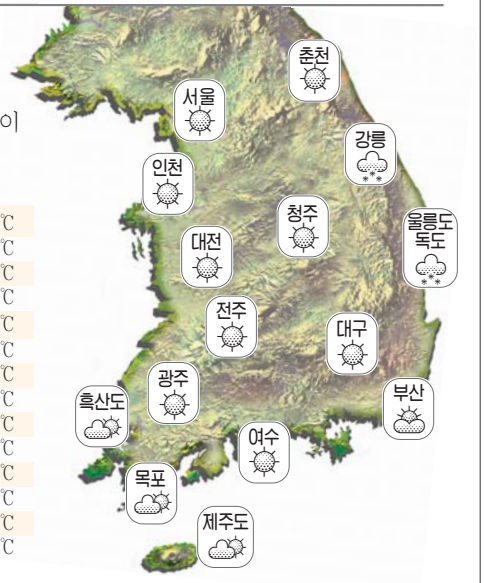 춘천
서울
이
강릉
인천
청주
울릉도
독도
대전
℃
℃
℃
℃
℃
℃
℃
℃
℃
℃
℃
℃
℃
℃
전주
대구
광주
부산
흑산도
여수
목포
제주도